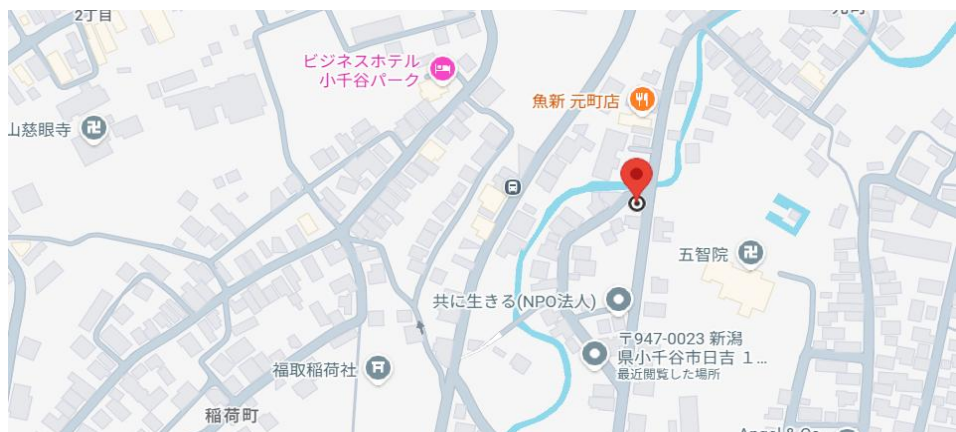 2丁目
ビジネスホテル
小千谷パーク
魚新 元町店
山慈眼寺
五智院
共に生きる(NPO法人)
〒947-0023 新潟
県小千谷市日吉 1...
最近閲覧した場所
福取稲荷社
稲荷町